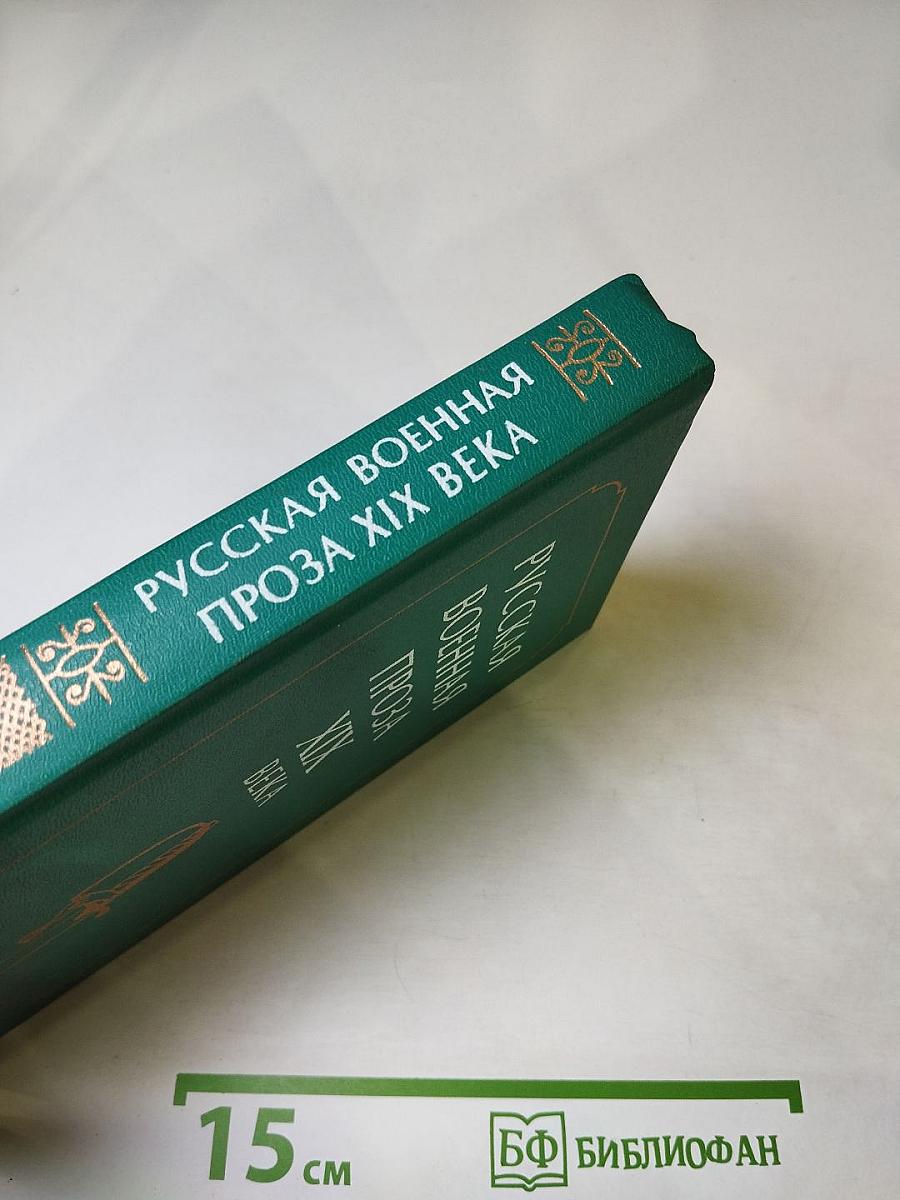 РУССКАЯ ВОЕННАЯ
ПРОЗА XIX ВЕКА
РУССКАЯ
ВОЕННАЯ
ПРОЗА
XIX
ВЕКА
15 см
БФ БИБЛИОФАН